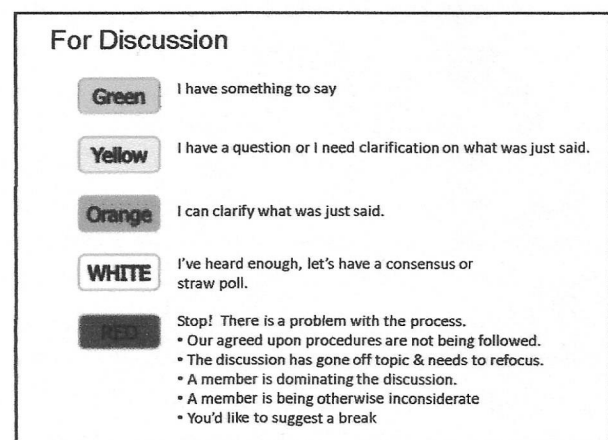 For Discussion
Green I have something to say
Yellow I have a question or I need clarification on what was just said.
Orange I can clarify what was just said.
WHITE I've heard enough, let's have a consensus or
straw poll.
RED Stop! There is a problem with the process.
• Our agreed upon procedures are not being followed.
• The discussion has gone off topic & needs to refocus.
• A member is dominating the discussion.
• A member is being otherwise inconsiderate
• You'd like to suggest a break